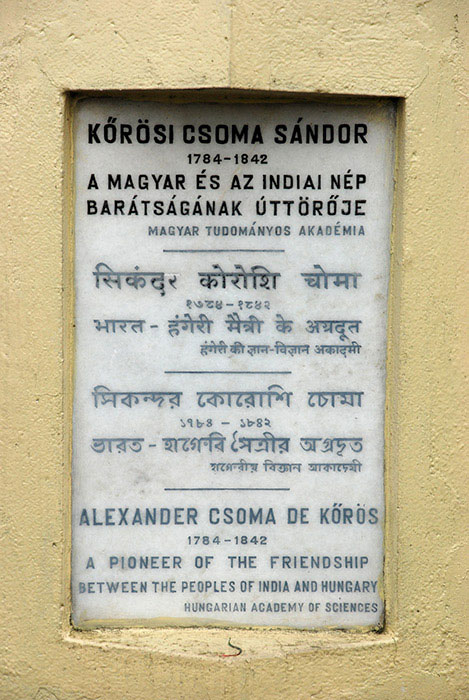 KŐRÖSI CSOMA SÁNDOR
1784-1842
A MAGYAR ÉS AZ INDIAI NÉP
BARÁTSÁGÁNAK ÚTTÖRŐJE
MAGYAR TUDOMÁNYOS AKADÉMIA
सिकंदर कोरोशि चोमा
१७८४-१८४२
भारत - हंगेरी मैत्री के अग्रदूत
हंगेरी की ज्ञान-विज्ञान अकादमी
সিকন্দর কোরোশি চোমা
১৭৮৪ - ১৮৪২
ভারত - মৈত্রীর অগ্রদূত
বিজ্ঞান আকাদেমী
ALEXANDER CSOMA DE KŐRÖS
1784-1842
A PIONEER OF THE FRIENDSHIP
BETWEEN THE PEOPLES OF INDIA AND HUNGARY
HUNGARIAN ACADEMY OF SCIENCES